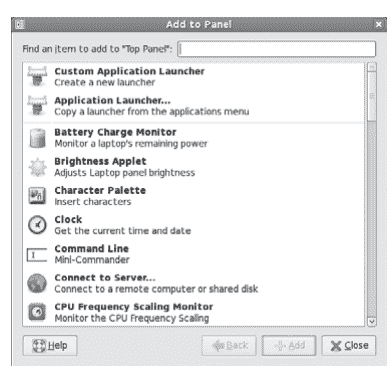 Add to Panel
Find an item to add to "Top Panel":
Custom Application Launcher
Create a new launcher
Application Launcher...
Copy a launcher from the applications menu
Battery Charge Monitor
Monitor a laptop's remaining power
Brightness Applet
Adjusts Laptop panel brightness
Character Palette
Insert characters
Clock
Get the current time and date
Command Line
Mini-Commander
Connect to Server...
Connect to a remote computer or shared disk
CPU Frequency Scaling Monitor
Monitor the CPU Frequency Scaling
Help Back Add Close